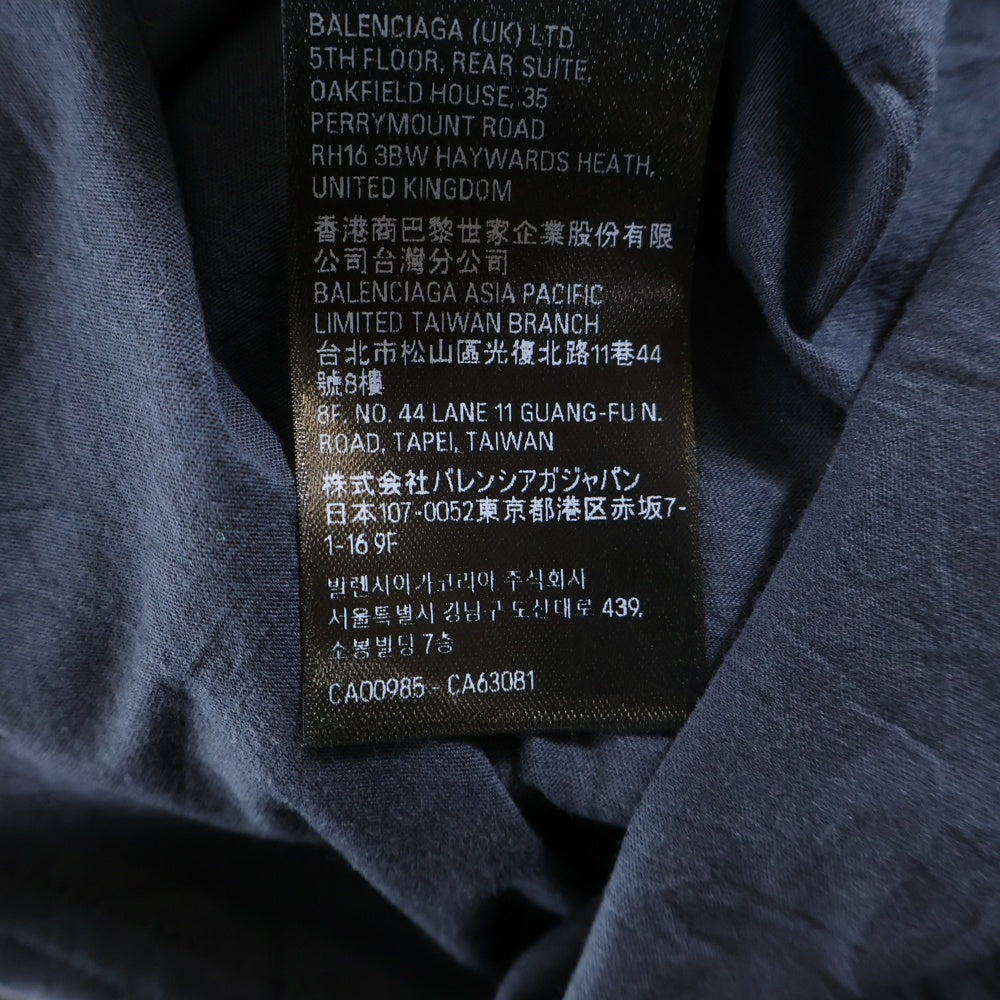 BALENCIAGA (UK) LTD
5TH FLOOR, REAR SUITE,
OAKFIELD HOUSE, 35
PERRYMOUNT ROAD
RH16 3BW HAYWARDS HEATH,
UNITED KINGDOM
香港商巴黎世家企業股份有限
公司台灣分公司
BALENCIAGA ASIA PACIFIC
LIMITED TAIWAN BRANCH
台北市松山區光復北路11巷44
號8樓
8F, NO. 44 LANE 11 GUANG-FU N.
ROAD, TAPEI, TAIWAN
株式会社バレンシアガジャパン
日本107-0052東京都港区赤坂7-
1-16 9F
발렌시아가코리아 주식회사
서울특별시 강남구 도산대로 439,
소봉빌딩 7층
CA00985 - CA63081